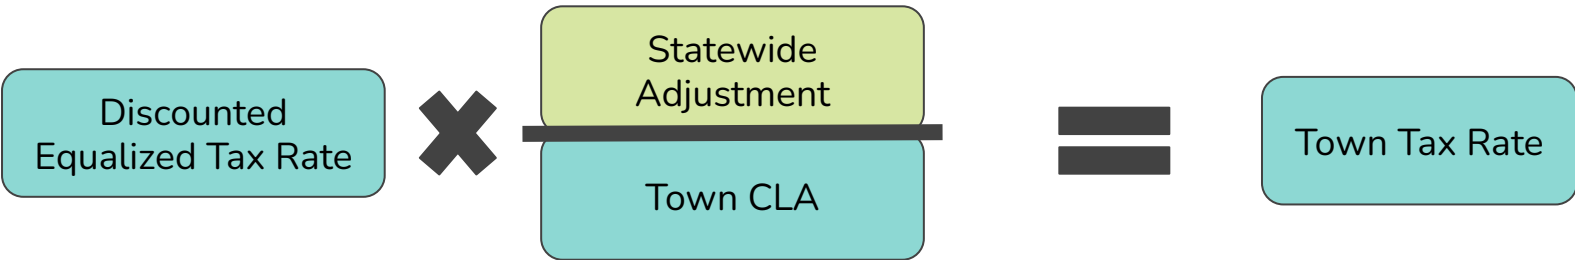 Discounted
Equalized Tax Rate
Statewide
Adjustment
Town CLA
Town Tax Rate